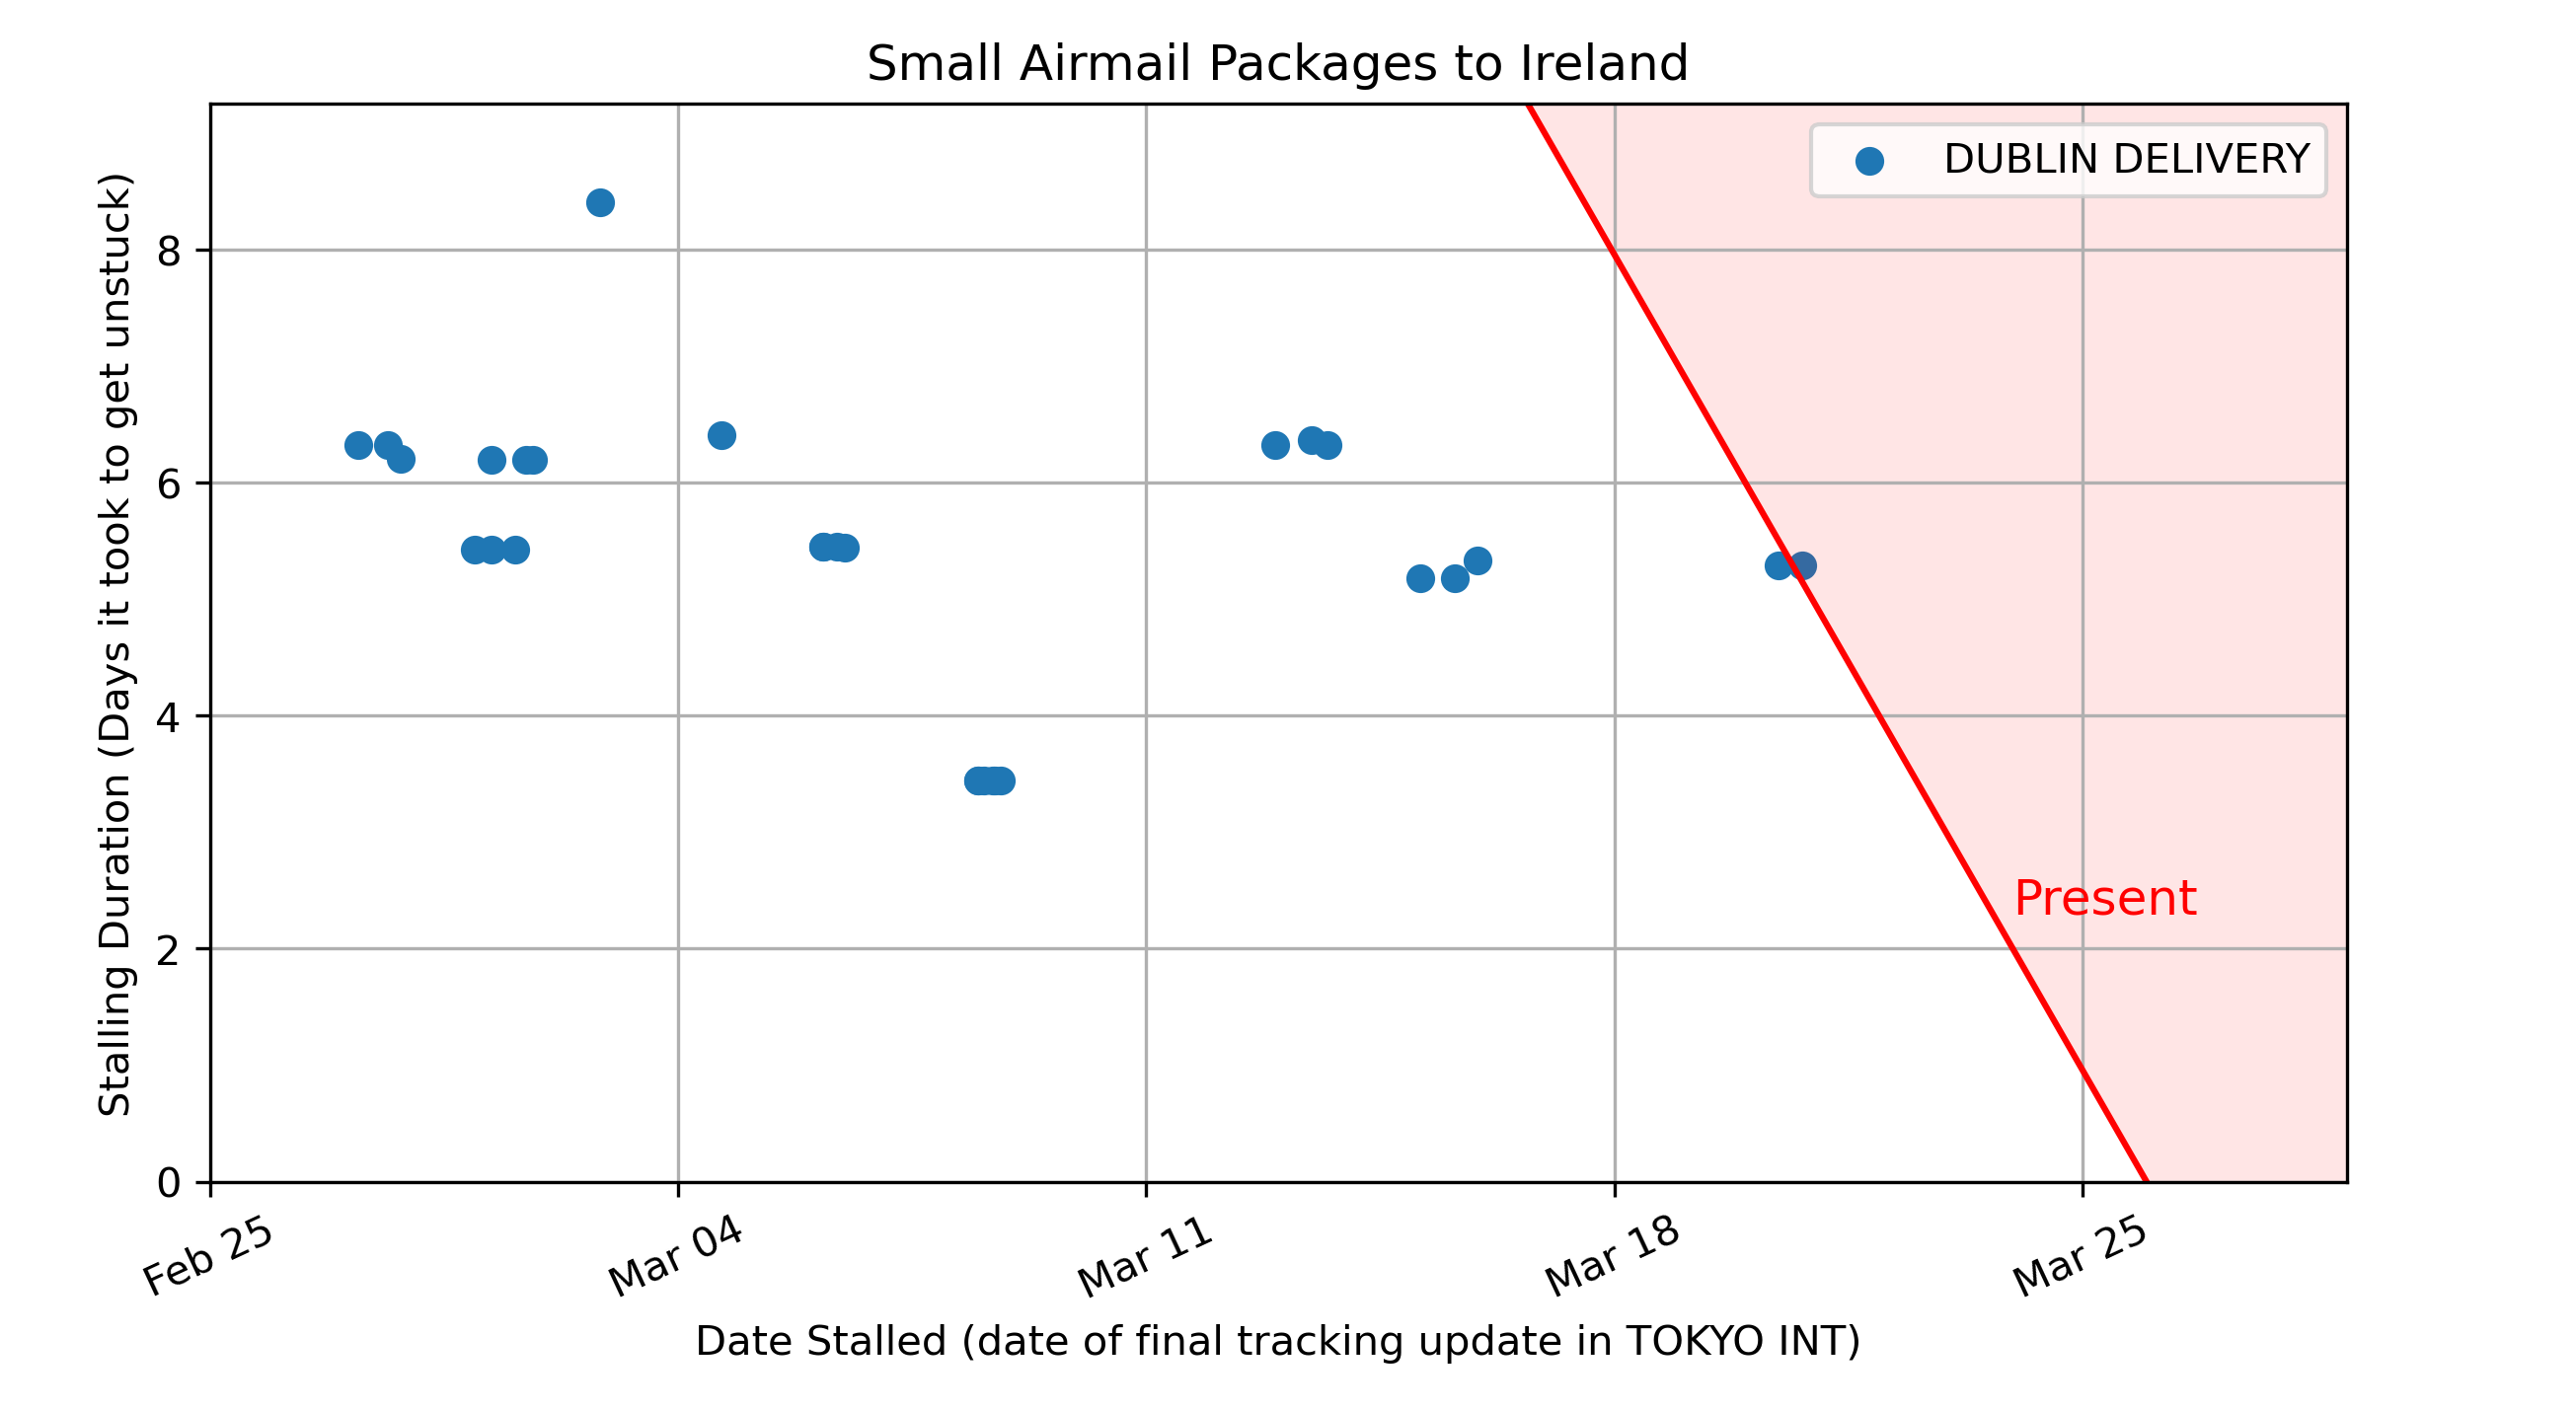 Small Airmail Packages to Ireland
DUBLIN DELIVERY
Stalling Duration (Days it took to get unstuck)
8
6
4
2
0
Present
Feb 25
Mar 04
Mar 11
Mar 18
Mar 25
Date Stalled (date of final tracking update in TOKYO INT)